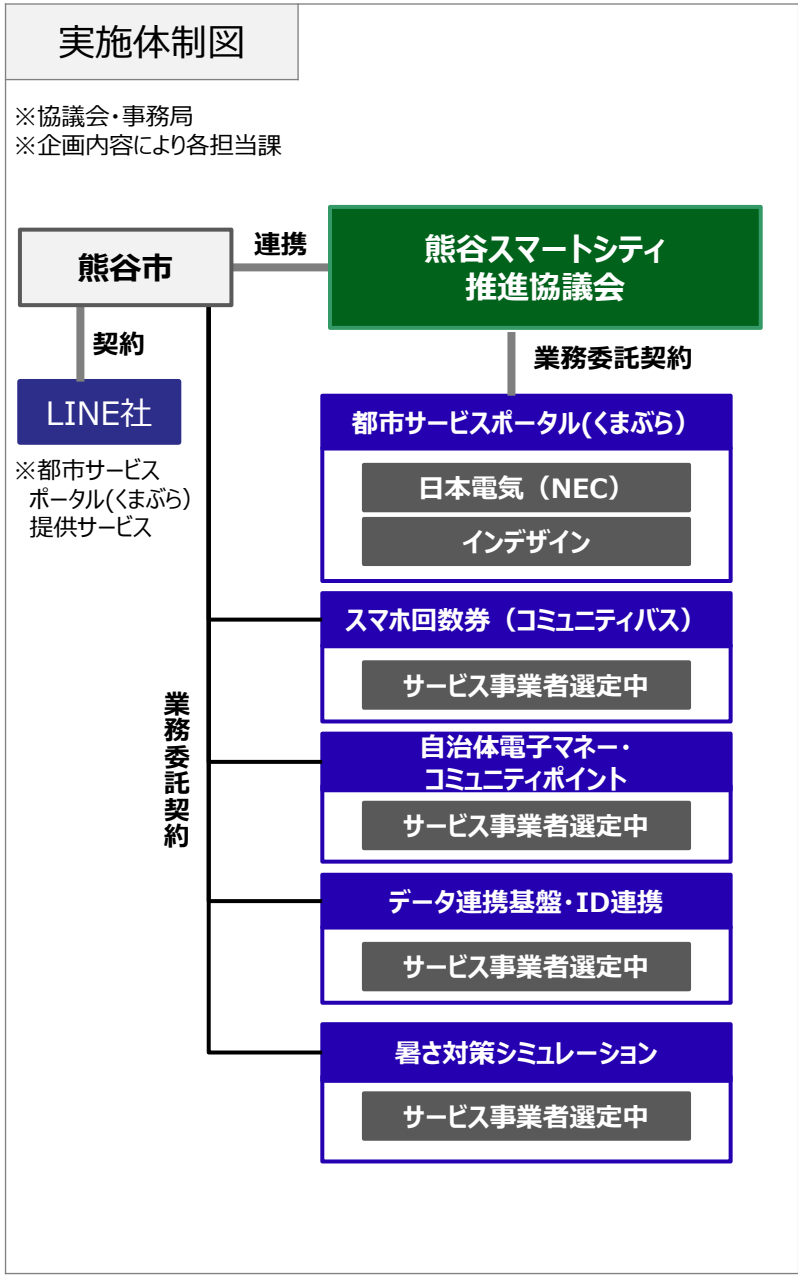 実施体制図
※協議会・事務局
※企画内容により各担当課
熊谷市
連携
熊谷スマートシティ
推進協議会
契約
業務委託契約
LINE社
※都市サービス
ポータル(くまぶら)
提供サービス
都市サービスポータル(くまぶら)
日本電気(NEC)
インデザイン
スマホ回数券(コミュニティバス)
サービス事業者選定中
業務委託契約
自治体電子マネー・
コミュニティポイント
サービス事業者選定中
データ連携基盤・ID連携
サービス事業者選定中
暑さ対策シミュレーション
サービス事業者選定中